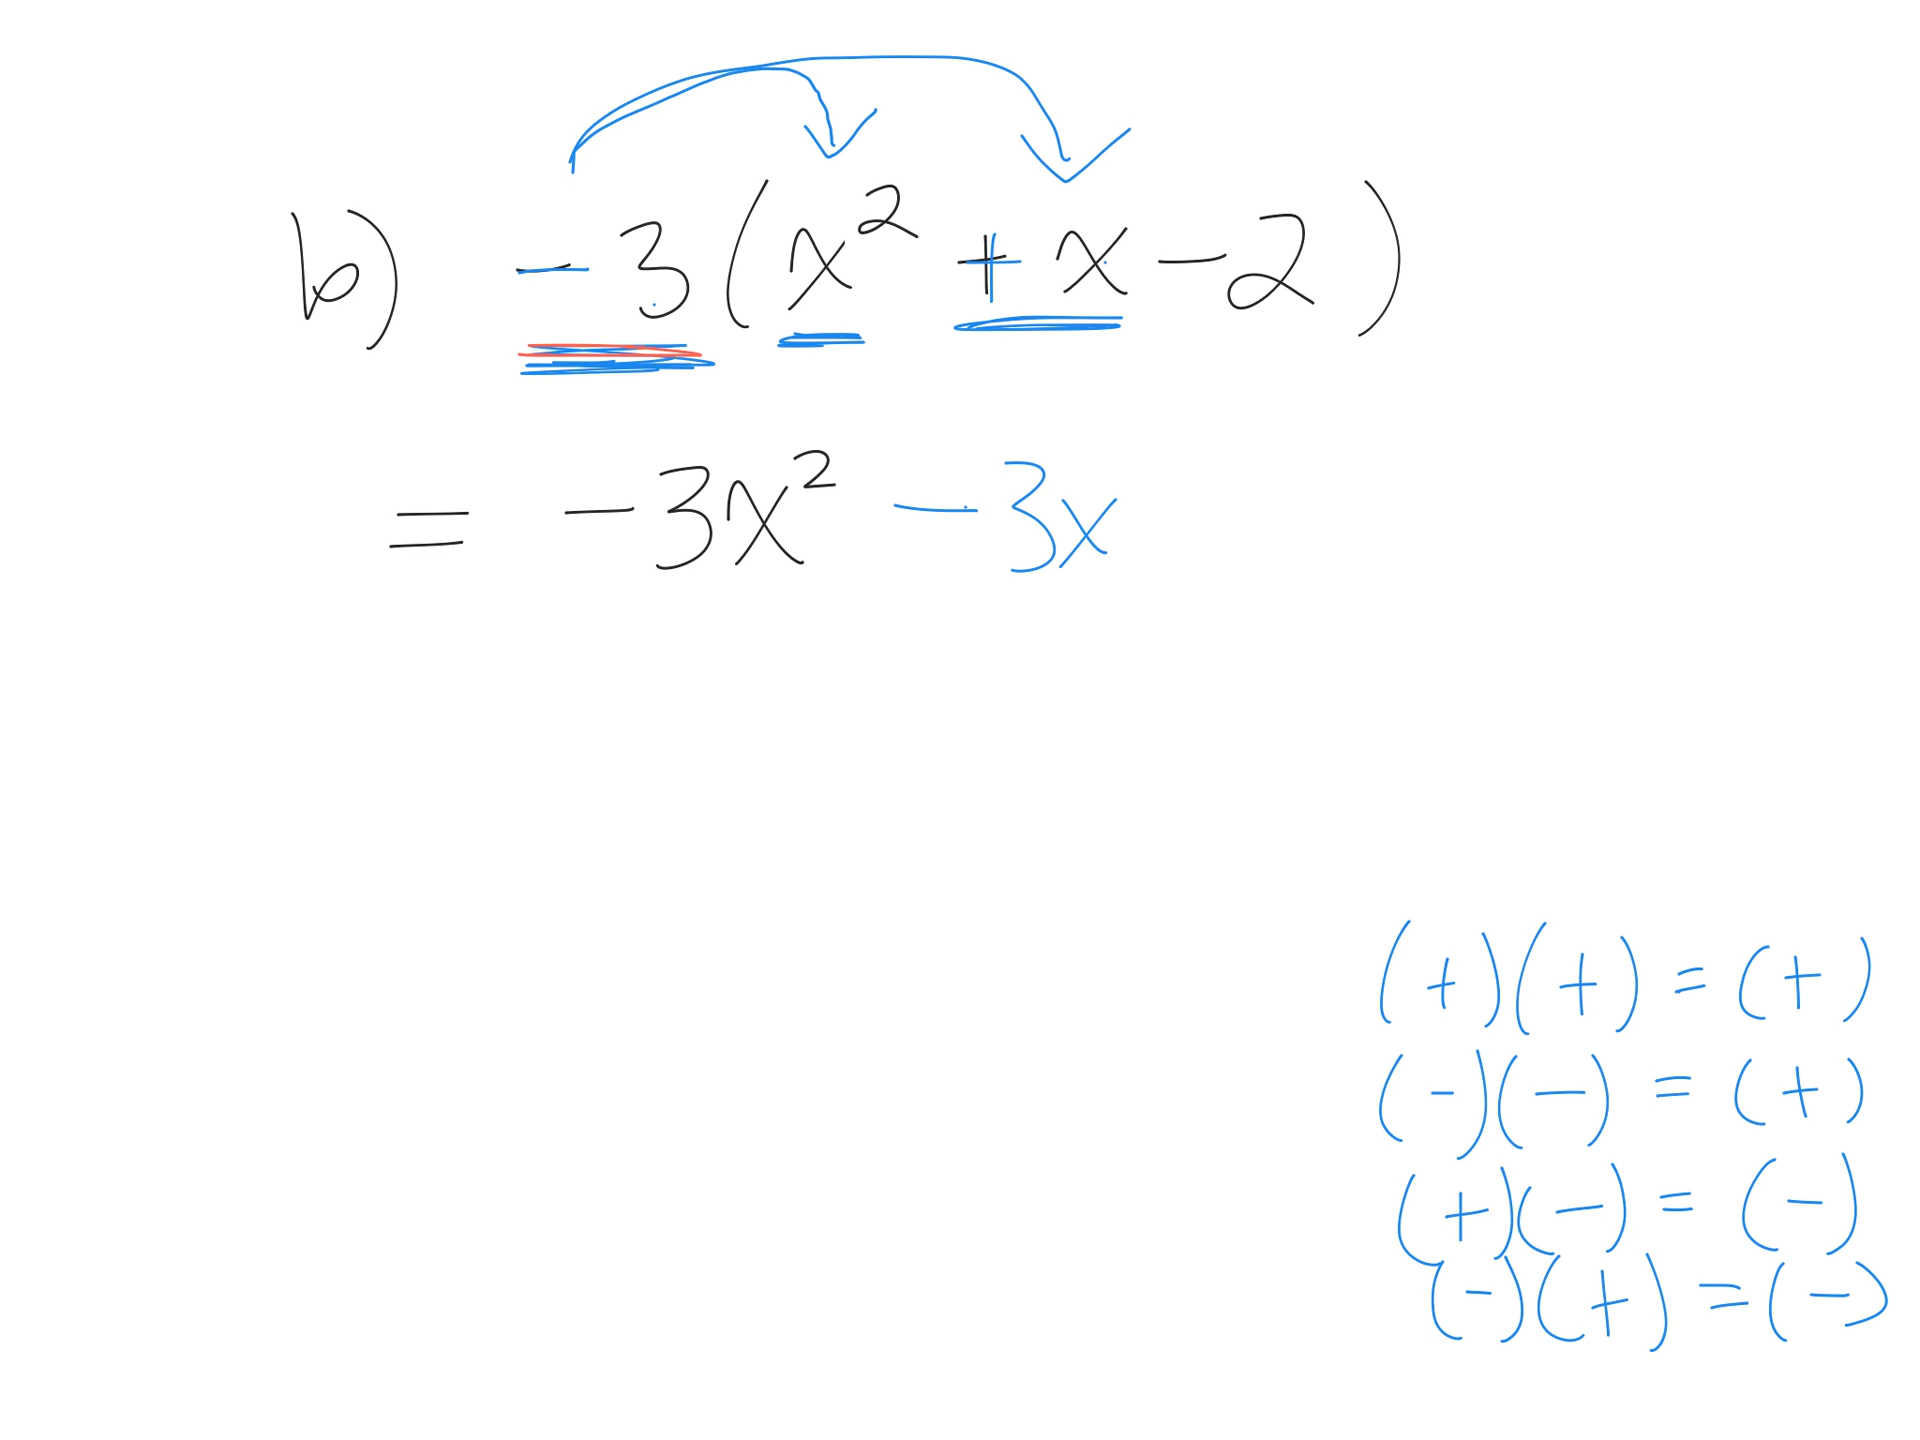 b) -3(x² + x - 2)
= -3x² - 3x
(+)(+) = (+)
(-)(-) = (+)
(+)(-) = (-)
(-)(+) = (-)